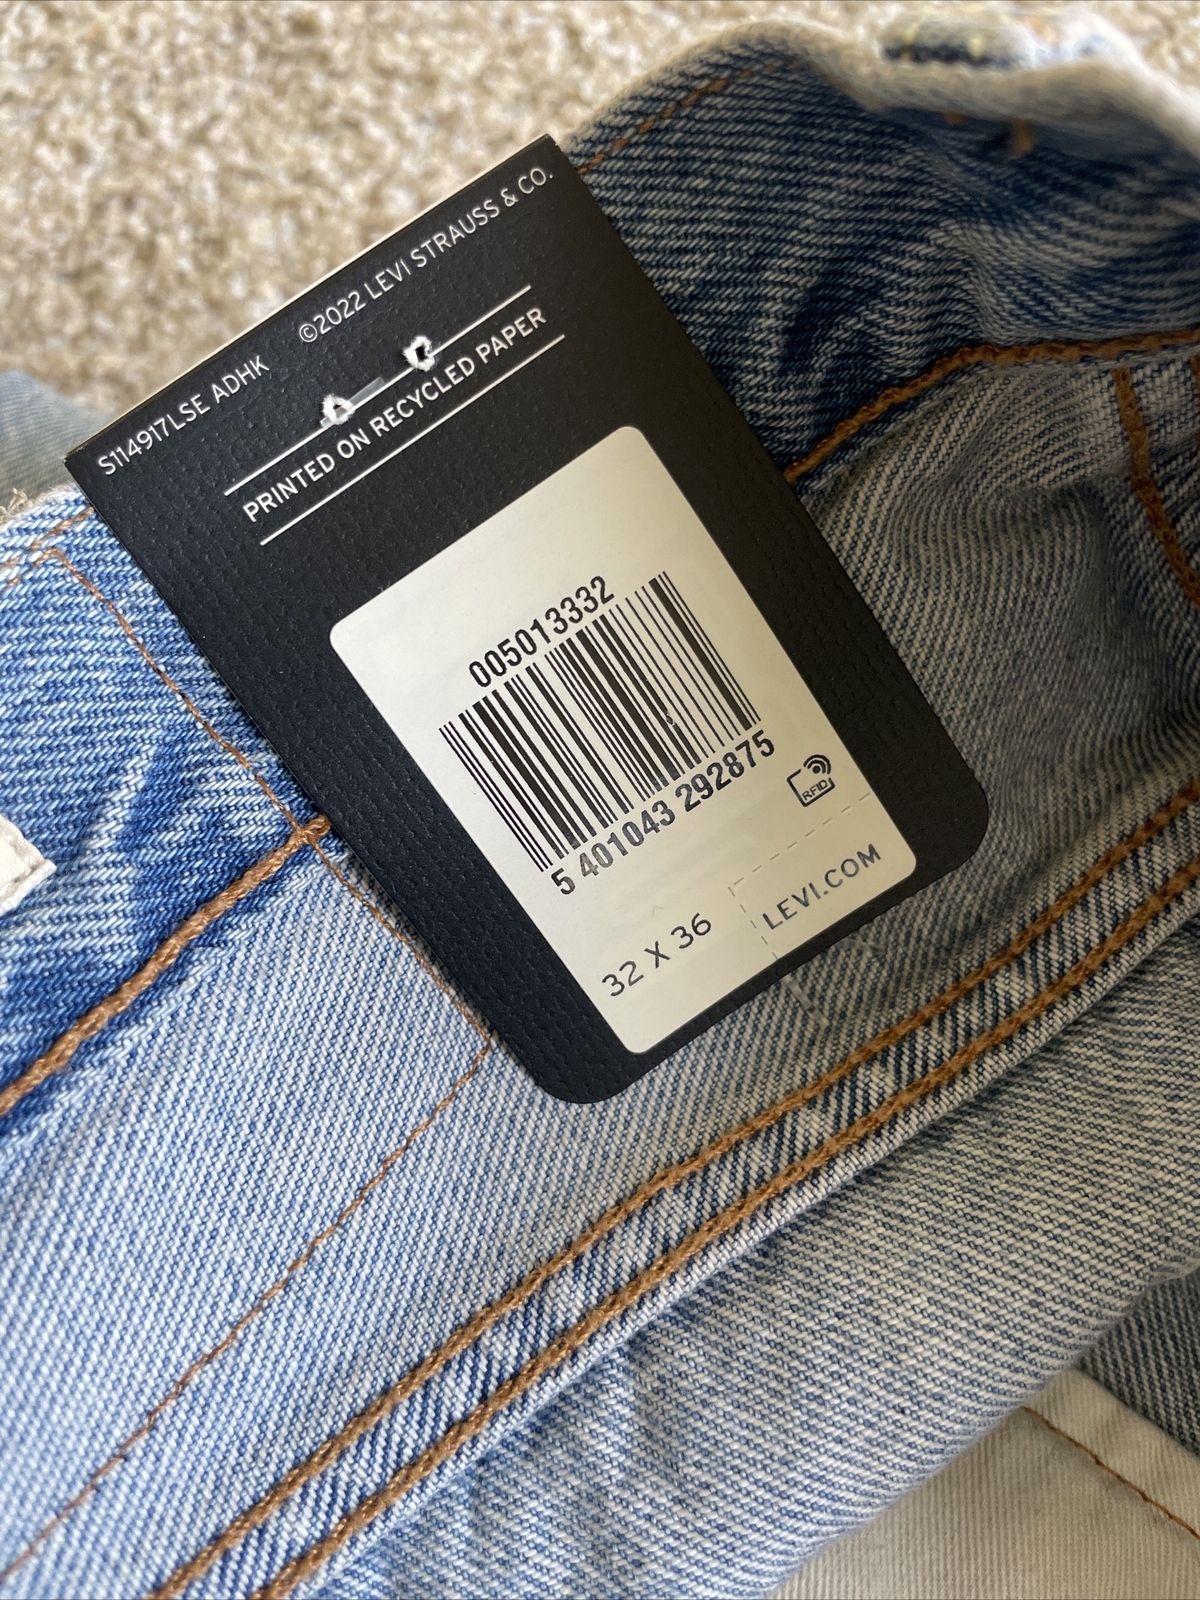 S114917LSE ADHK ©2022 LEVI STRAUSS & CO.
PRINTED ON RECYCLED PAPER
005013332
5 401043 292875
RFID
32 X 36
LEVI.COM